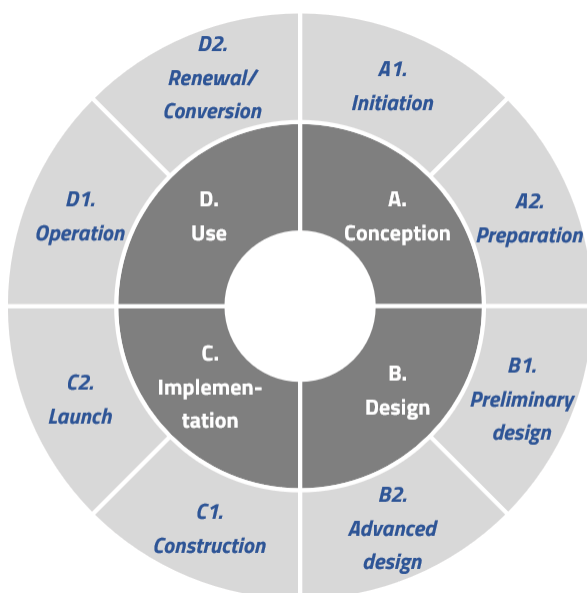 A1.
Initiation
A2.
Preparation
B1.
Preliminary
design
B2.
Advanced
design
C1.
Construction
C2.
Launch
D1.
Operation
D2.
Renewal/
Conversion
A.
Conception
B.
Design
C.
Implemen-
tation
D.
Use